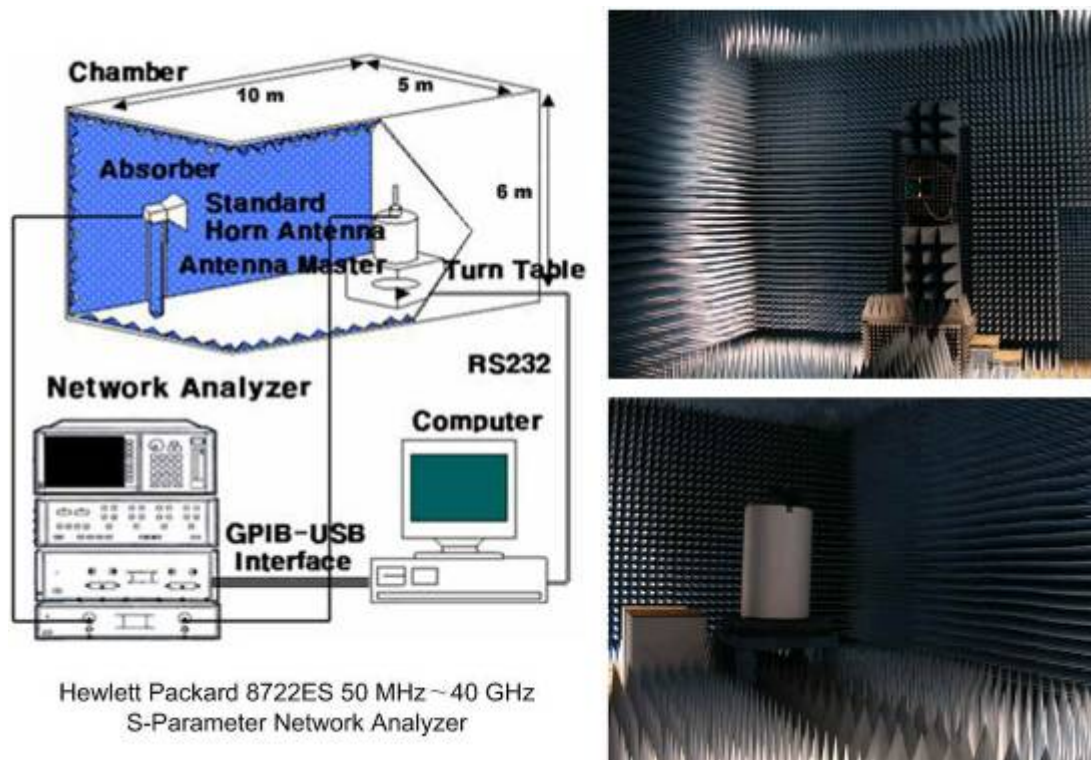 Chamber
10 m
5 m
Absorber
6 m
Standard
Horn Antenna
Antenna Master
Turn Table
RS232
Network Analyzer
Computer
GPIB-USB
Interface
Hewlett Packard 8722ES 50 MHz ~ 40 GHz
S-Parameter Network Analyzer